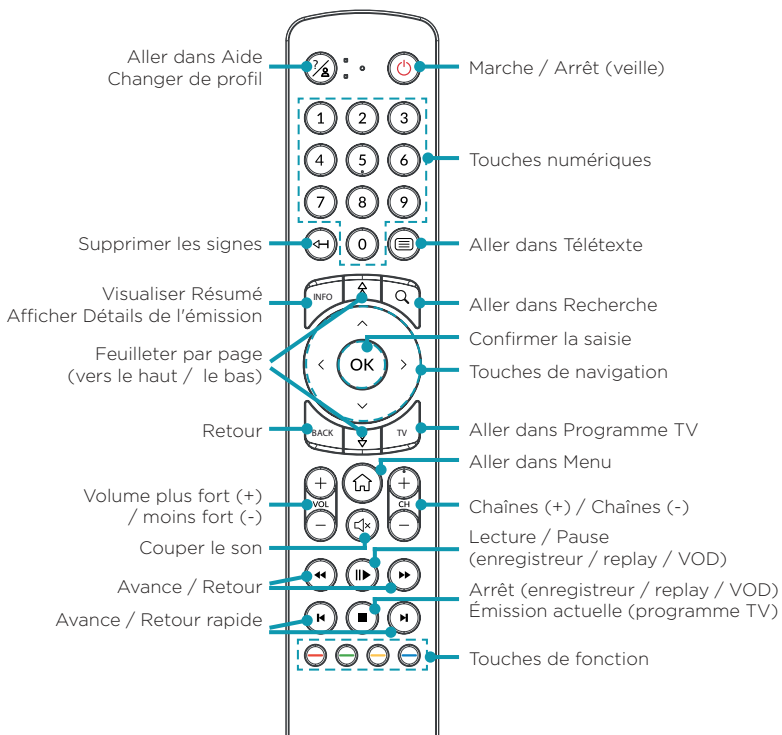 Aller dans Aide
Changer de profil
?
Marche / Arrêt (veille)
1 2 3
4 5 6
7 8 9
0
Touches numériques
Supprimer les signes
Aller dans Télétexte
Visualiser Résumé
Afficher Détails de l'émission
INFO
Aller dans Recherche
Confirmer la saisie
Feuilleter par page
(vers le haut / le bas)
OK
Touches de navigation
Retour
BACK
TV
Aller dans Programme TV
Aller dans Menu
Volume plus fort (+)
/ moins fort (-)
+
VOL
−
+
CH
−
Chaînes (+) / Chaînes (-)
Couper le son
Lecture / Pause
(enregistreur / replay / VOD)
Avance / Retour
Arrêt (enregistreur / replay / VOD)
Émission actuelle (programme TV)
Avance / Retour rapide
Touches de fonction